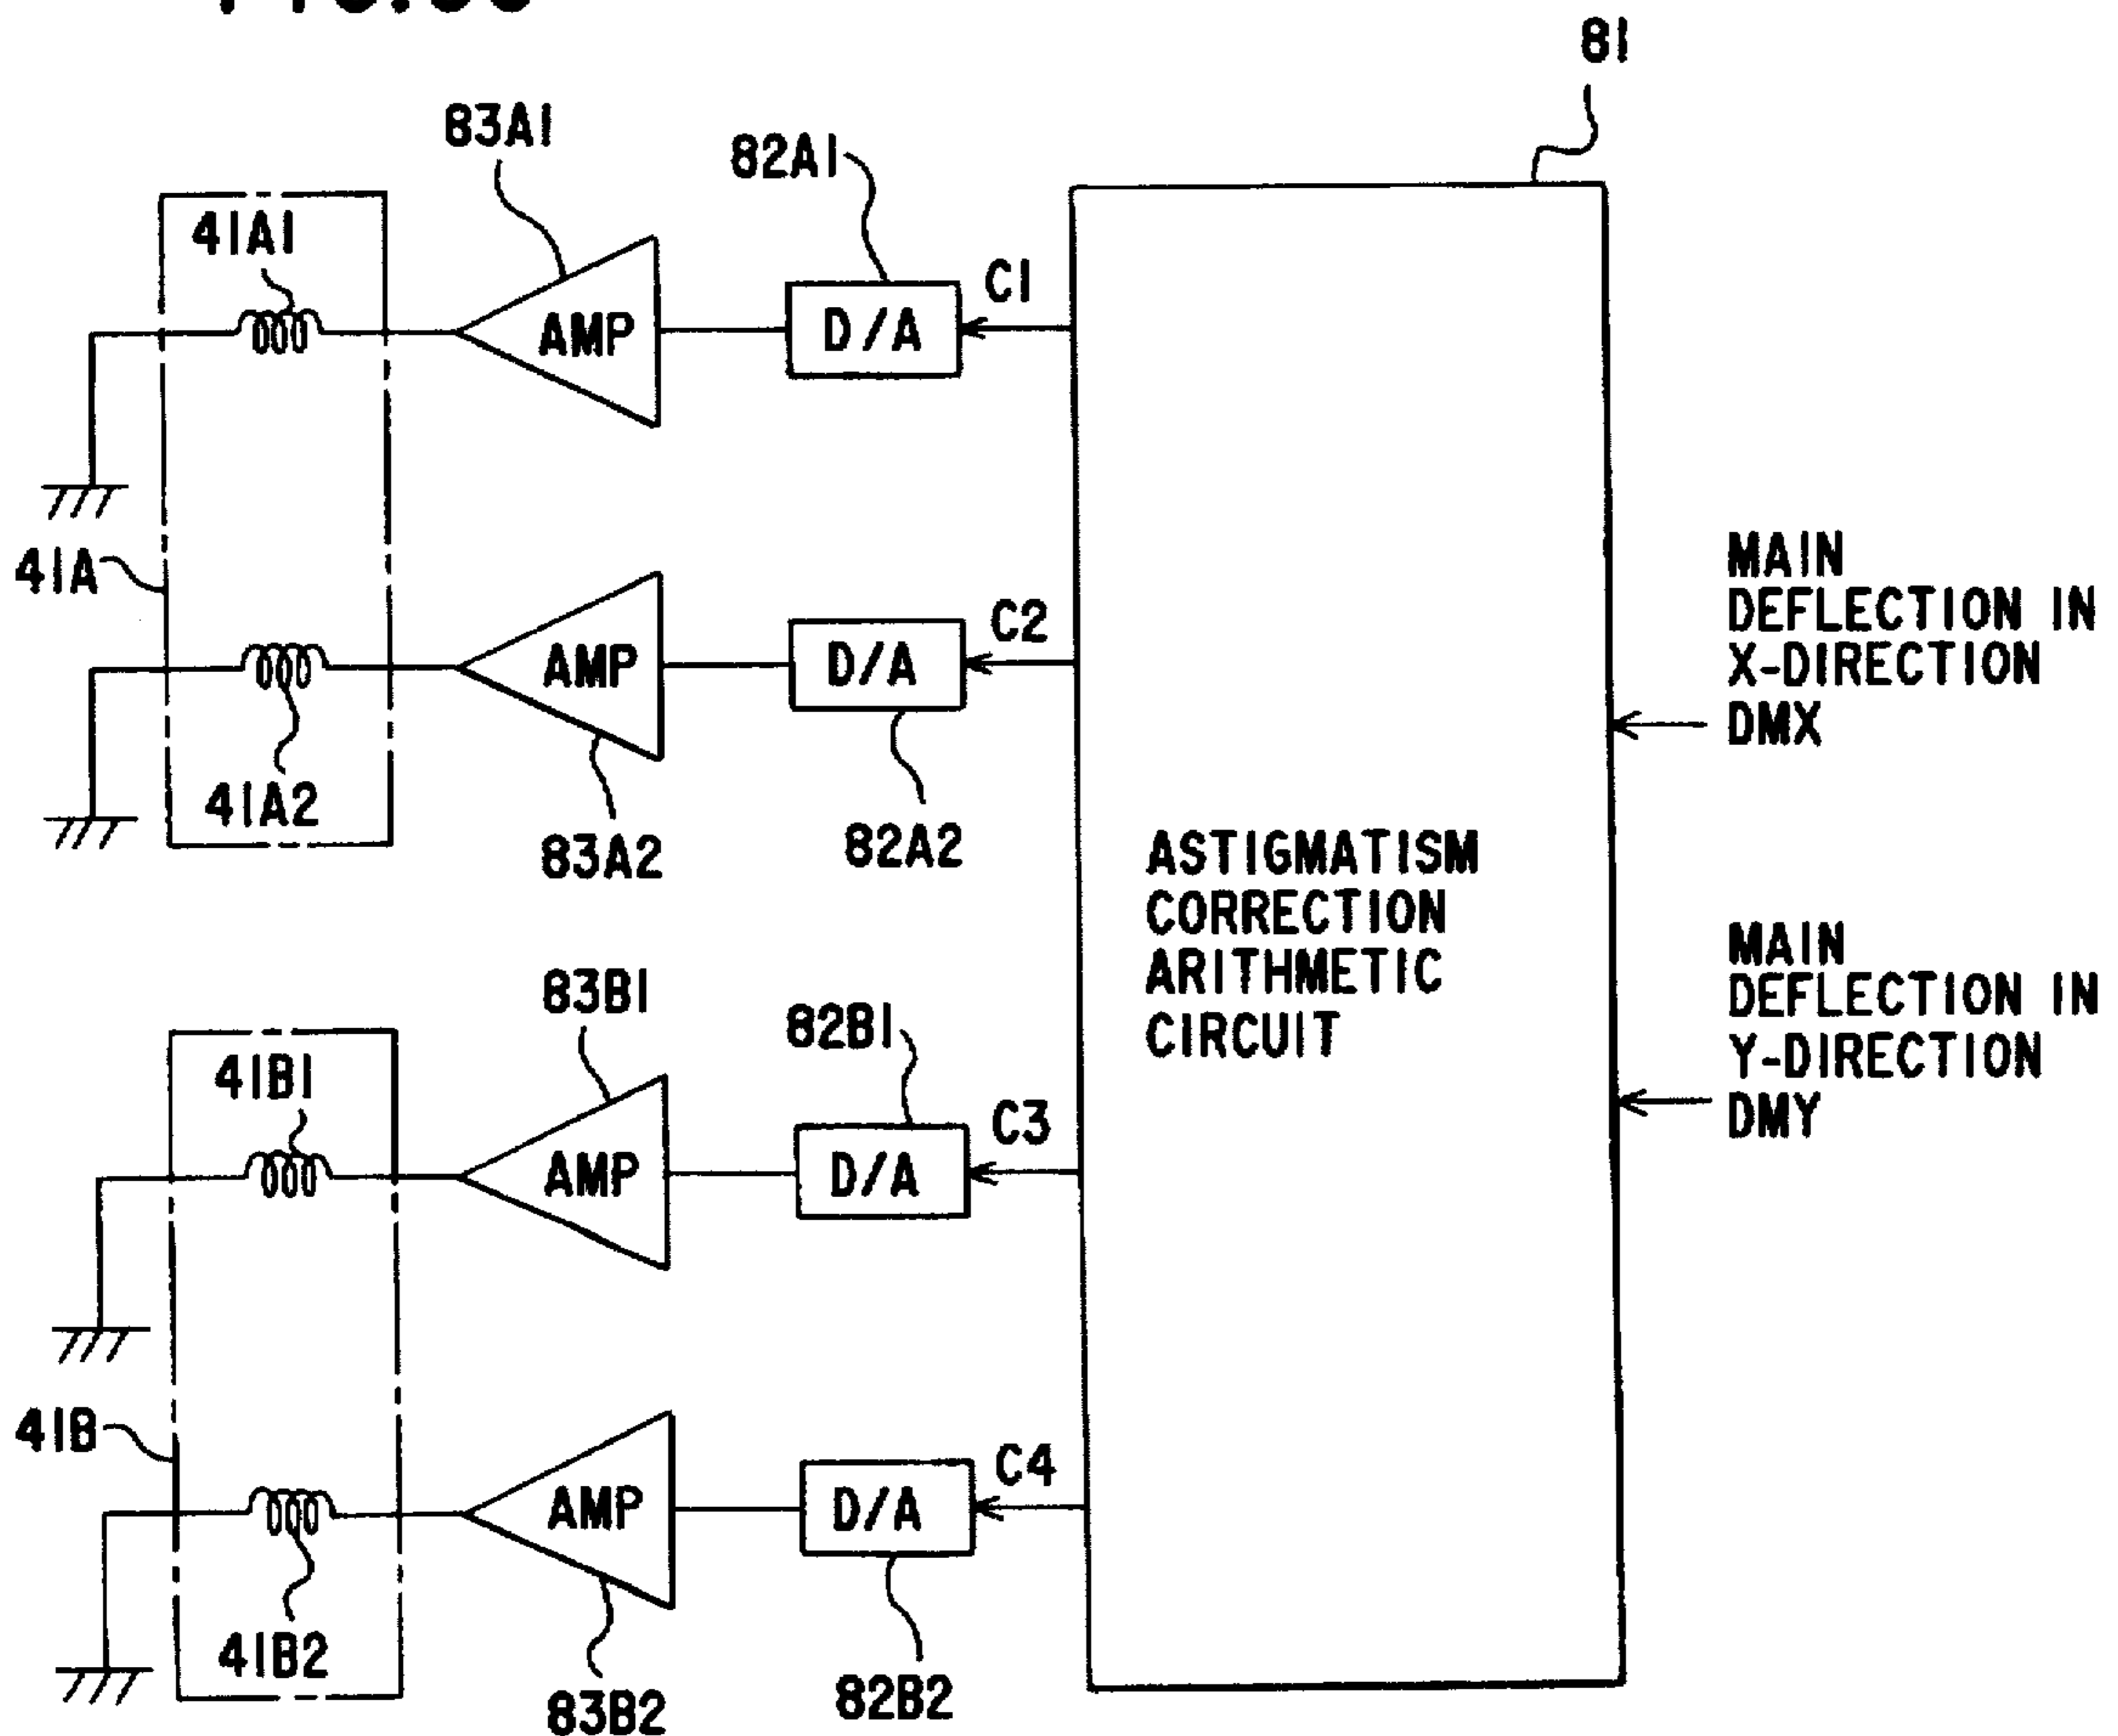 81
83A1
82A1
41A1
C1
AMP
D/A
41A
C2
AMP
D/A
41A2
83A2
82A2
MAIN
DEFLECTION IN
X-DIRECTION
DMX
ASTIGMATISM
CORRECTION
ARITHMETIC
CIRCUIT
MAIN
DEFLECTION IN
Y-DIRECTION
DMY
83B1
82B1
41B1
C3
AMP
D/A
41B
C4
AMP
D/A
41B2
83B2
82B2